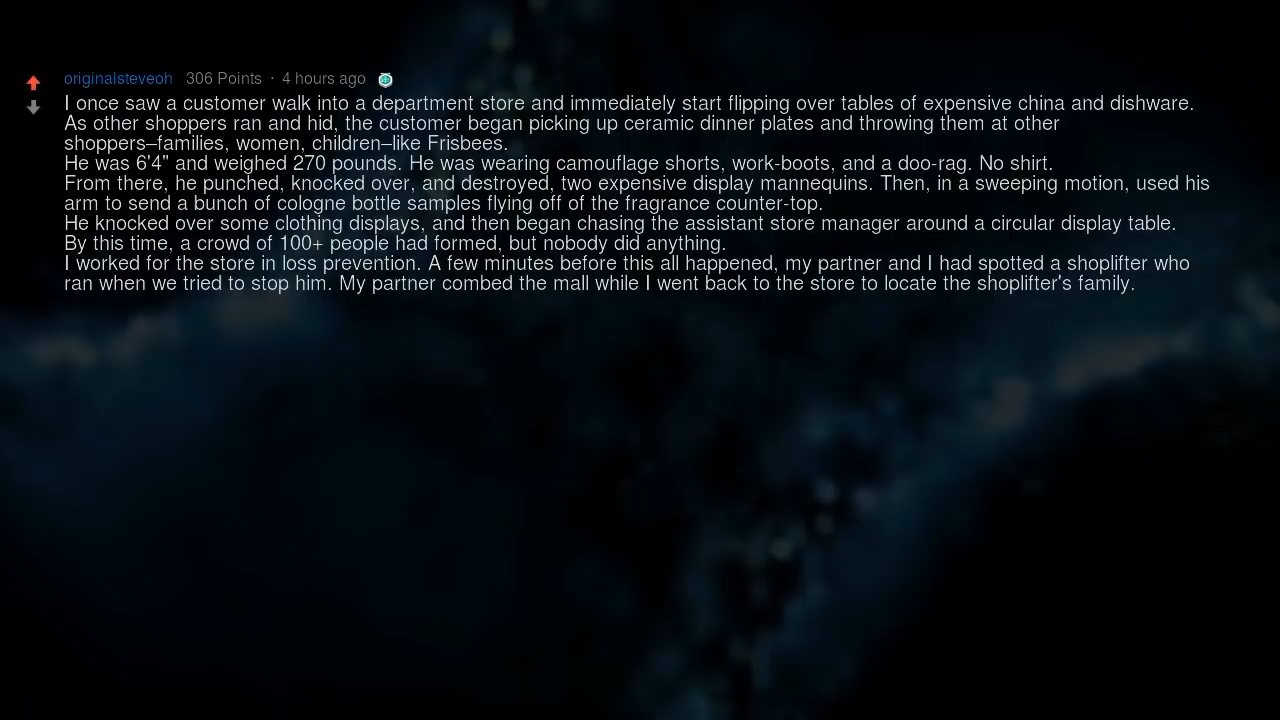 originalsteveoh 306 Points · 4 hours ago
I once saw a customer walk into a department store and immediately start flipping over tables of expensive china and dishware.
As other shoppers ran and hid, the customer began picking up ceramic dinner plates and throwing them at other
shoppers–families, women, children–like Frisbees.
He was 6'4" and weighed 270 pounds. He was wearing camouflage shorts, work-boots, and a doo-rag. No shirt.
From there, he punched, knocked over, and destroyed, two expensive display mannequins. Then, in a sweeping motion, used his
arm to send a bunch of cologne bottle samples flying off of the fragrance counter-top.
He knocked over some clothing displays, and then began chasing the assistant store manager around a circular display table.
By this time, a crowd of 100+ people had formed, but nobody did anything.
I worked for the store in loss prevention. A few minutes before this all happened, my partner and I had spotted a shoplifter who
ran when we tried to stop him. My partner combed the mall while I went back to the store to locate the shoplifter's family.